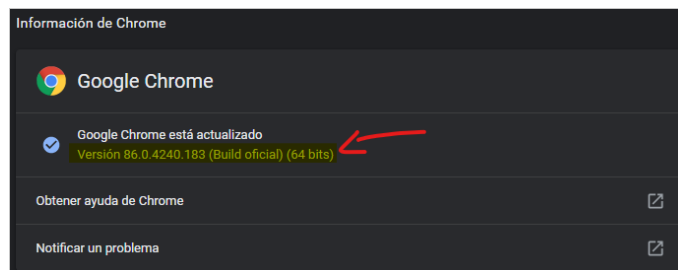 Información de Chrome
Google Chrome
Google Chrome está actualizado
Versión 86.0.4240.183 (Build oficial) (64 bits)
Obtener ayuda de Chrome
Notificar un problema